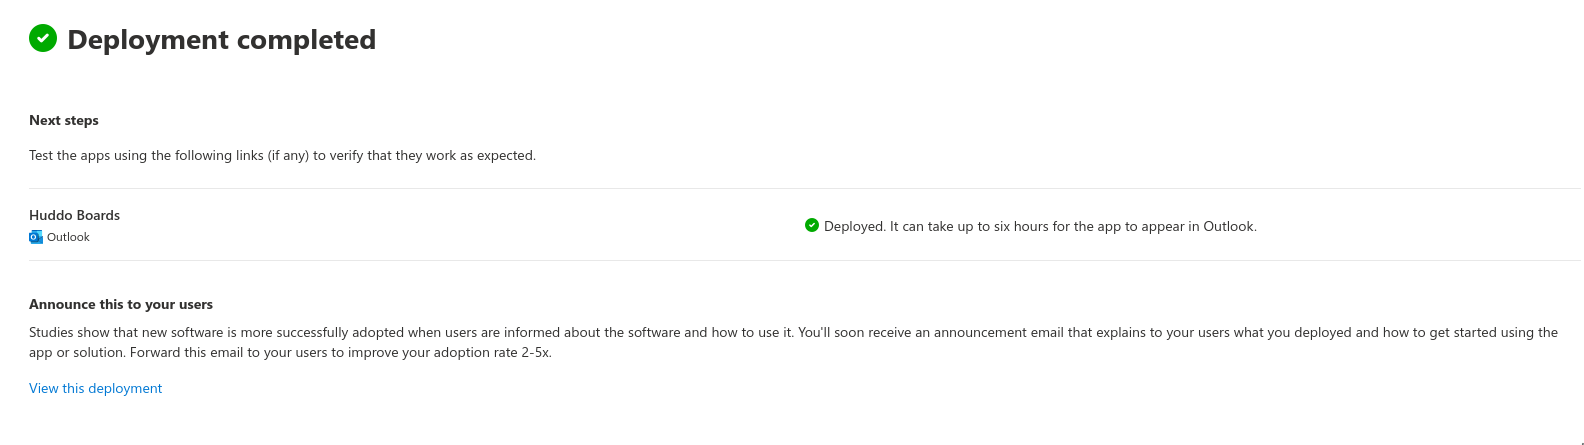 Deployment completed
Next steps
Test the apps using the following links (if any) to verify that they work as expected.
Huddo Boards
Outlook
Deployed. It can take up to six hours for the app to appear in Outlook.
Announce this to your users
Studies show that new software is more successfully adopted when users are informed about the software and how to use it. You'll soon receive an announcement email that explains to your users what you deployed and how to get started using the
app or solution. Forward this email to your users to improve your adoption rate 2-5x.
View this deployment